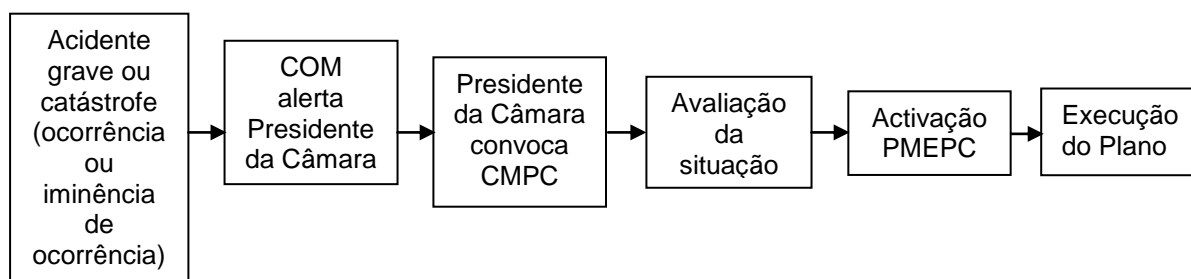 Acidente
grave ou
catástrofe
(ocorrência
ou
iminência
de
ocorrência)
COM
alerta
Presidente
da Câmara
Presidente
da Câmara
convoca
CMPC
Avaliação
da
situação
Activação
PMEPC
Execução
do Plano